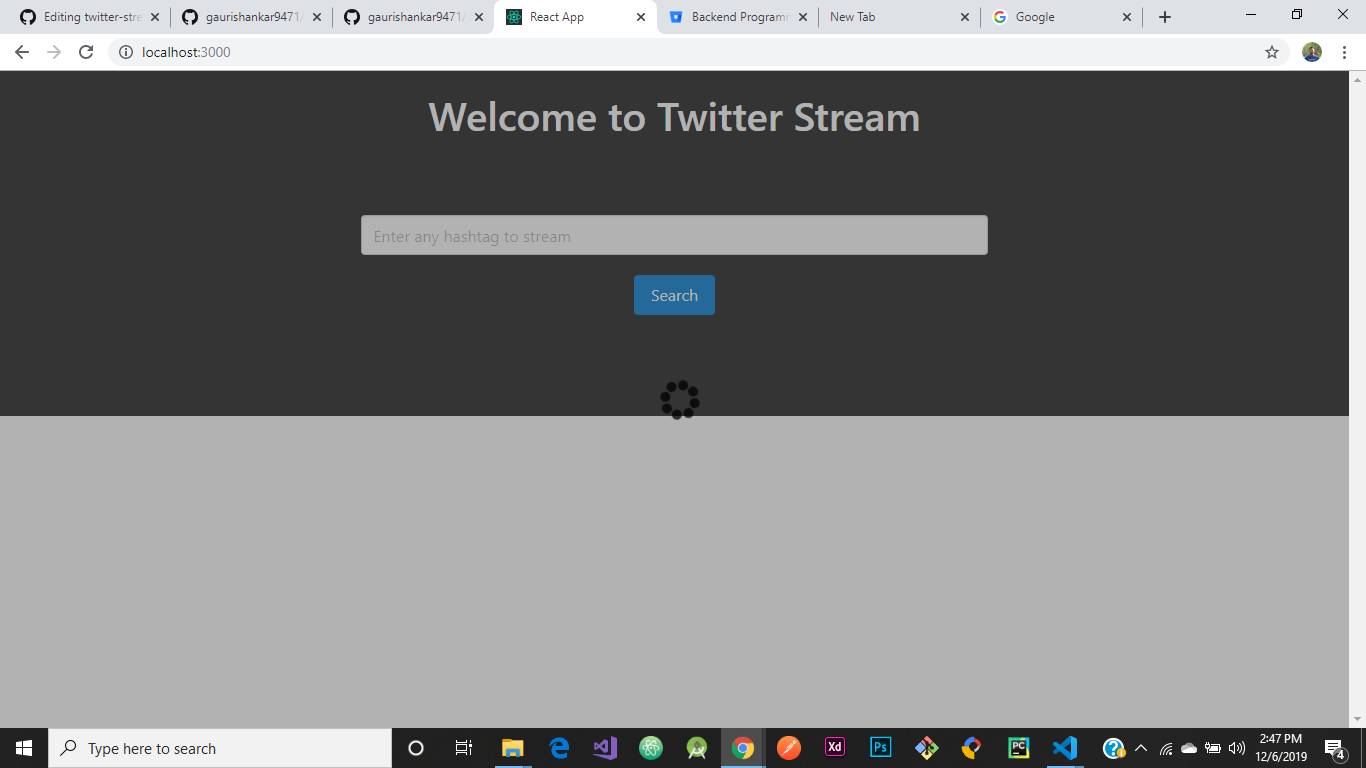 Editing twitter-stre
gaurishankar9471/
gaurishankar9471/
React App
Backend Programm
New Tab
Google
localhost:3000
Welcome to Twitter Stream
Enter any hashtag to stream
Search
Type here to search
Xd
Ps
PC
2:47 PM
12/6/2019
4